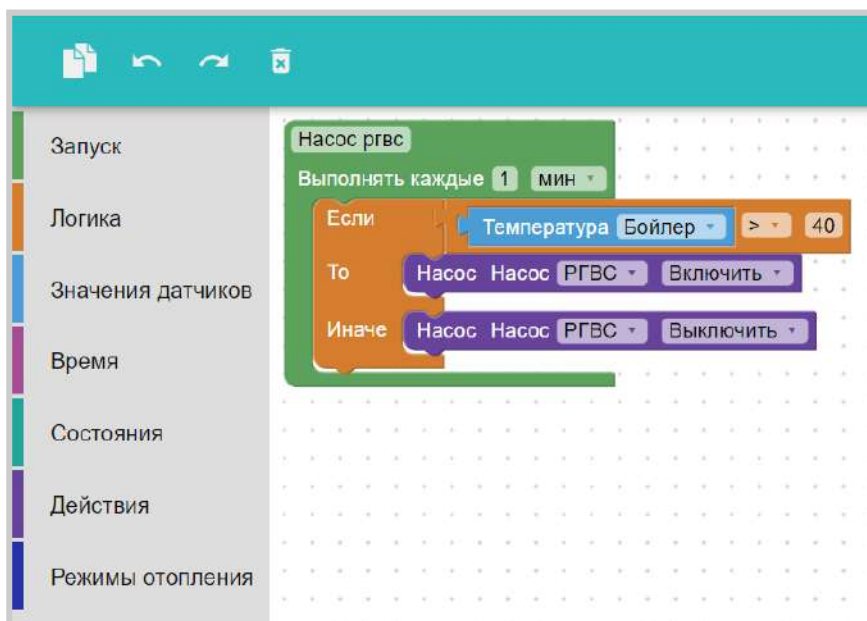 Запуск
Логика
Значения датчиков
Время
Состояния
Действия
Режимы отопления
Насос ргвс
Выполнять каждые 1 мин
Если Температура Бойлер > 40
То Насос Насос РГВС Включить
Иначе Насос Насос РГВС Выключить